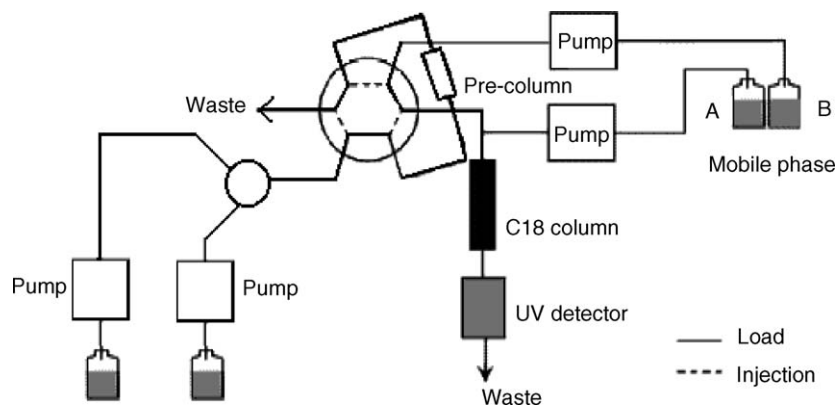 Pump
Pre-column
Waste
A
B
Pump
Mobile phase
C18 column
Pump
Pump
UV detector
Load
Injection
Waste